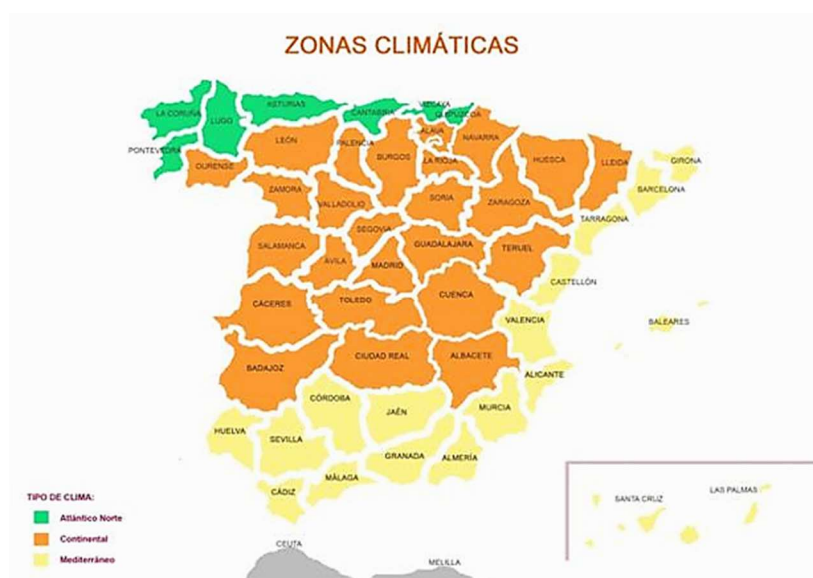 ZONAS CLIMÁTICAS
LA CORUÑA
LUGO
ASTURIAS
CANTABRIA
VIZCAYA
GUIPÚZCOA
PONTEVEDRA
OURENSE
LEÓN
PALENCIA
BURGOS
ÁLAVA
LA RIOJA
NAVARRA
HUESCA
LLEIDA
GIRONA
BARCELONA
ZAMORA
VALLADOLID
SORIA
ZARAGOZA
TARRAGONA
SEGOVIA
SALAMANCA
ÁVILA
MADRID
GUADALAJARA
TERUEL
CASTELLÓN
CÁCERES
TOLEDO
CUENCA
VALENCIA
BALEARES
BADAJOZ
CIUDAD REAL
ALBACETE
ALICANTE
CÓRDOBA
JAÉN
MURCIA
HUELVA
SEVILLA
GRANADA
ALMERÍA
CÁDIZ
MÁLAGA
TIPO DE CLIMA:
Atlántico Norte
Continental
Mediterráneo
CEUTA
MELILLA
SANTA CRUZ
LAS PALMAS